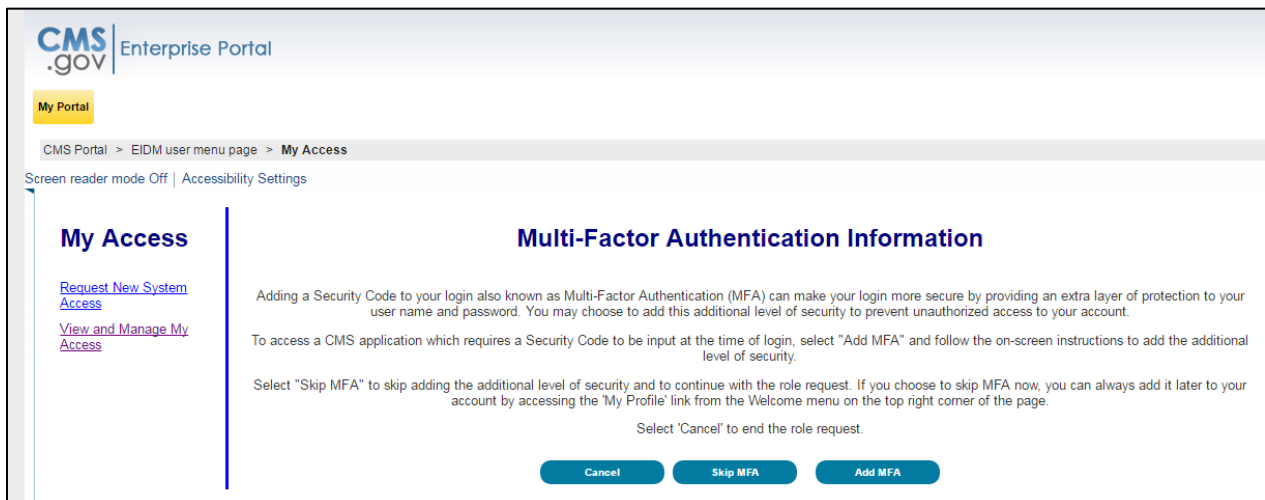 CMS
.gov
Enterprise Portal
My Portal
CMS Portal > EIDM user menu page > My Access
Screen reader mode Off | Accessibility Settings
My Access
Request New System
Access
View and Manage My
Access
Multi-Factor Authentication Information
Adding a Security Code to your login also known as Multi-Factor Authentication (MFA) can make your login more secure by providing an extra layer of protection to your
user name and password. You may choose to add this additional level of security to prevent unauthorized access to your account.
To access a CMS application which requires a Security Code to be input at the time of login, select "Add MFA" and follow the on-screen instructions to add the additional
level of security.
Select "Skip MFA" to skip adding the additional level of security and to continue with the role request. If you choose to skip MFA now, you can always add it later to your
account by accessing the 'My Profile' link from the Welcome menu on the top right corner of the page.
Select 'Cancel' to end the role request.
Cancel
Skip MFA
Add MFA